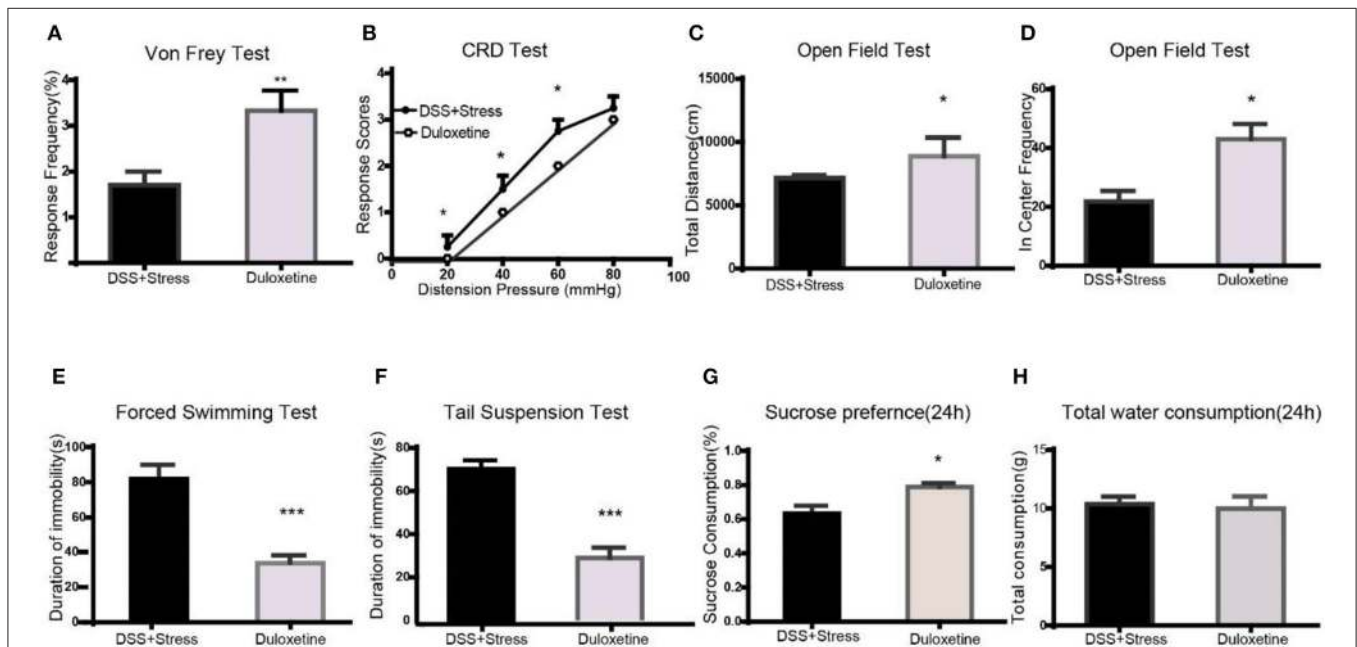 A
Von Frey Test
Response Frequency(%)
4
3
2
1
**
DSS+Stress
Duloxetine
B
CRD Test
Response Scores
4
3
2
1
0
*
*
*
DSS+Stress
Duloxetine
0
20
40
60
80
100
Distension Pressure (mmHg)
C
Open Field Test
Total Distance(cm)
15000
10000
5000
0
*
DSS+Stress
Duloxetine
D
Open Field Test
In Center Frequency
60
40
20
0
*
DSS+Stress
Duloxetine
E
Forced Swimming Test
Duration of immobility(s)
100
80
60
40
20
0
***
DSS+Stress
Duloxetine
F
Tail Suspension Test
Duration of immobility(s)
80
60
40
20
0
***
DSS+Stress
Duloxetine
G
Sucrose prefernce(24h)
Sucrose Consumption(%)
1.0
0.8
0.6
0.4
0.2
0.0
*
DSS+Stress
Duloxetine
H
Total water consumption(24h)
Total consumption(g)
15
10
5
0
DSS+Stress
Duloxetine